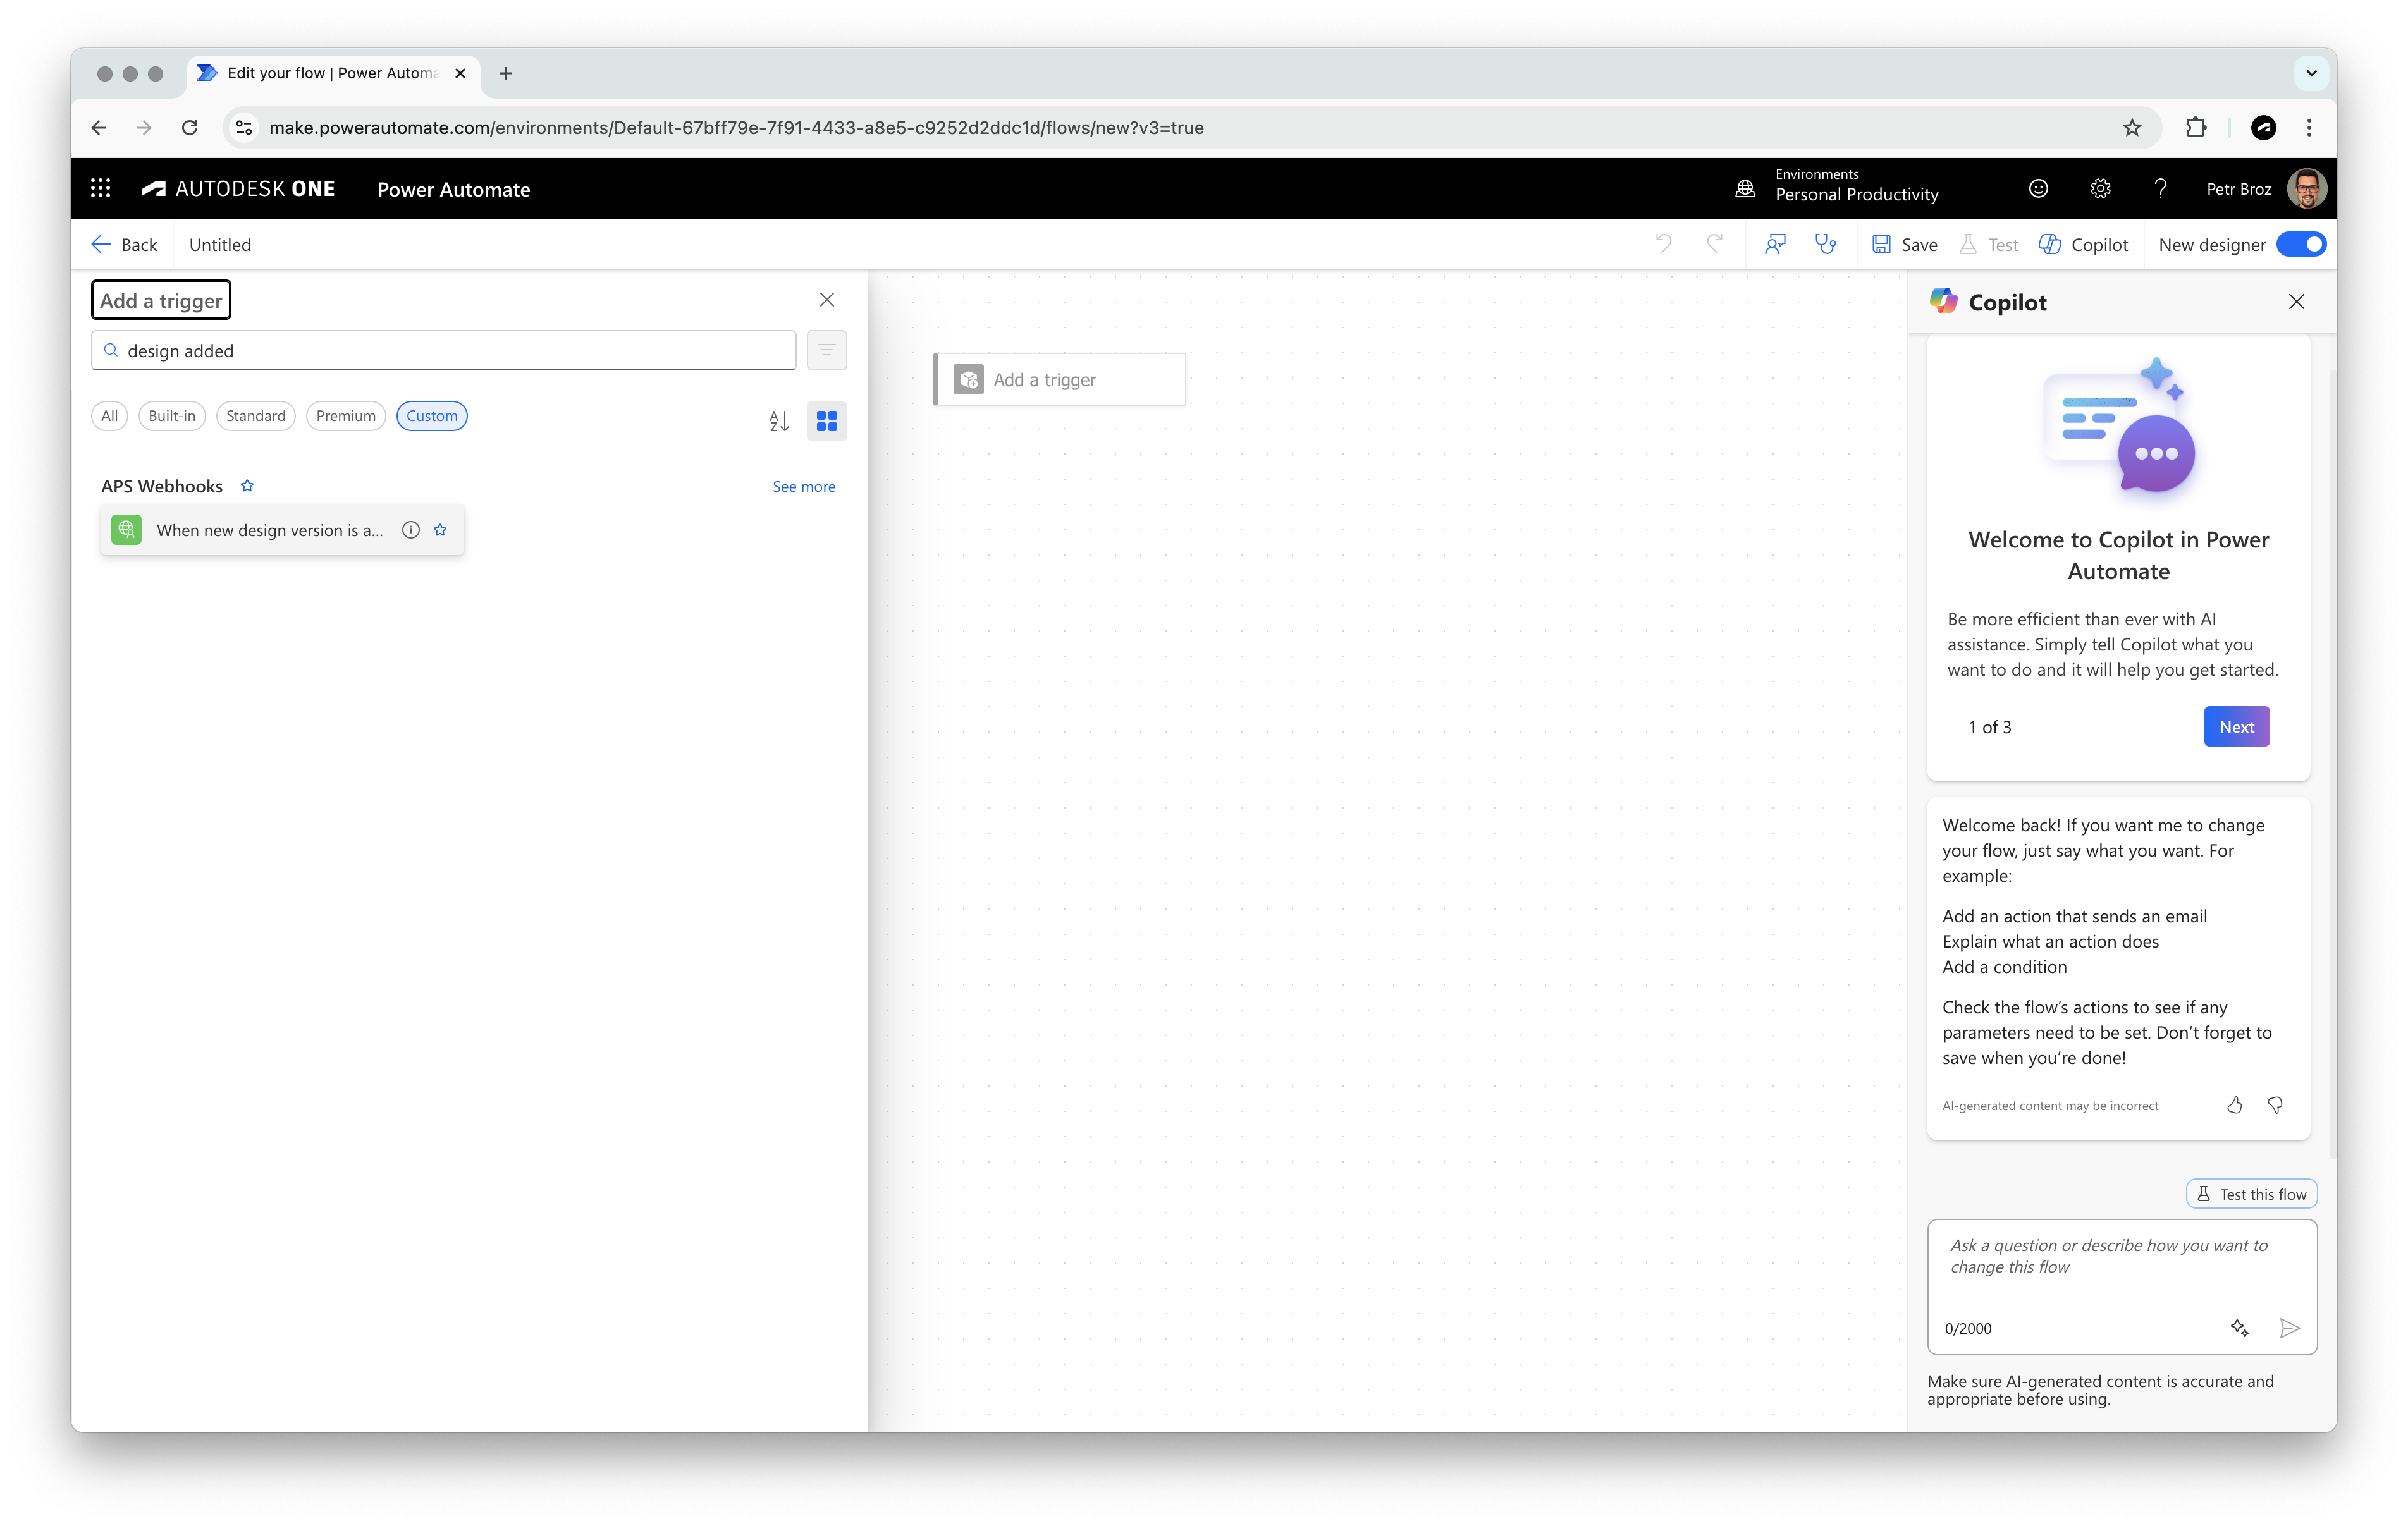 Edit your flow | Power Automa
make.powerautomate.com/environments/Default-67bff79e-7f91-4433-a8e5-c9252d2ddc1d/flows/new?v3=true
AUTODESK ONE
Power Automate
Environments
Personal Productivity
Petr Broz
Back
Untitled
Save
Test
Copilot
New designer
Add a trigger
design added
All
Built-in
Standard
Premium
Custom
APS Webhooks
See more
When new design version is a...
Add a trigger
Copilot
Welcome to Copilot in Power
Automate
Be more efficient than ever with AI
assistance. Simply tell Copilot what you
want to do and it will help you get started.
1 of 3
Next
Welcome back! If you want me to change
your flow, just say what you want. For
example:
Add an action that sends an email
Explain what an action does
Add a condition
Check the flow's actions to see if any
parameters need to be set. Don't forget to
save when you're done!
AI-generated content may be incorrect
Test this flow
Ask a question or describe how you want to
change this flow
0/2000
Make sure AI-generated content is accurate and
appropriate before using.